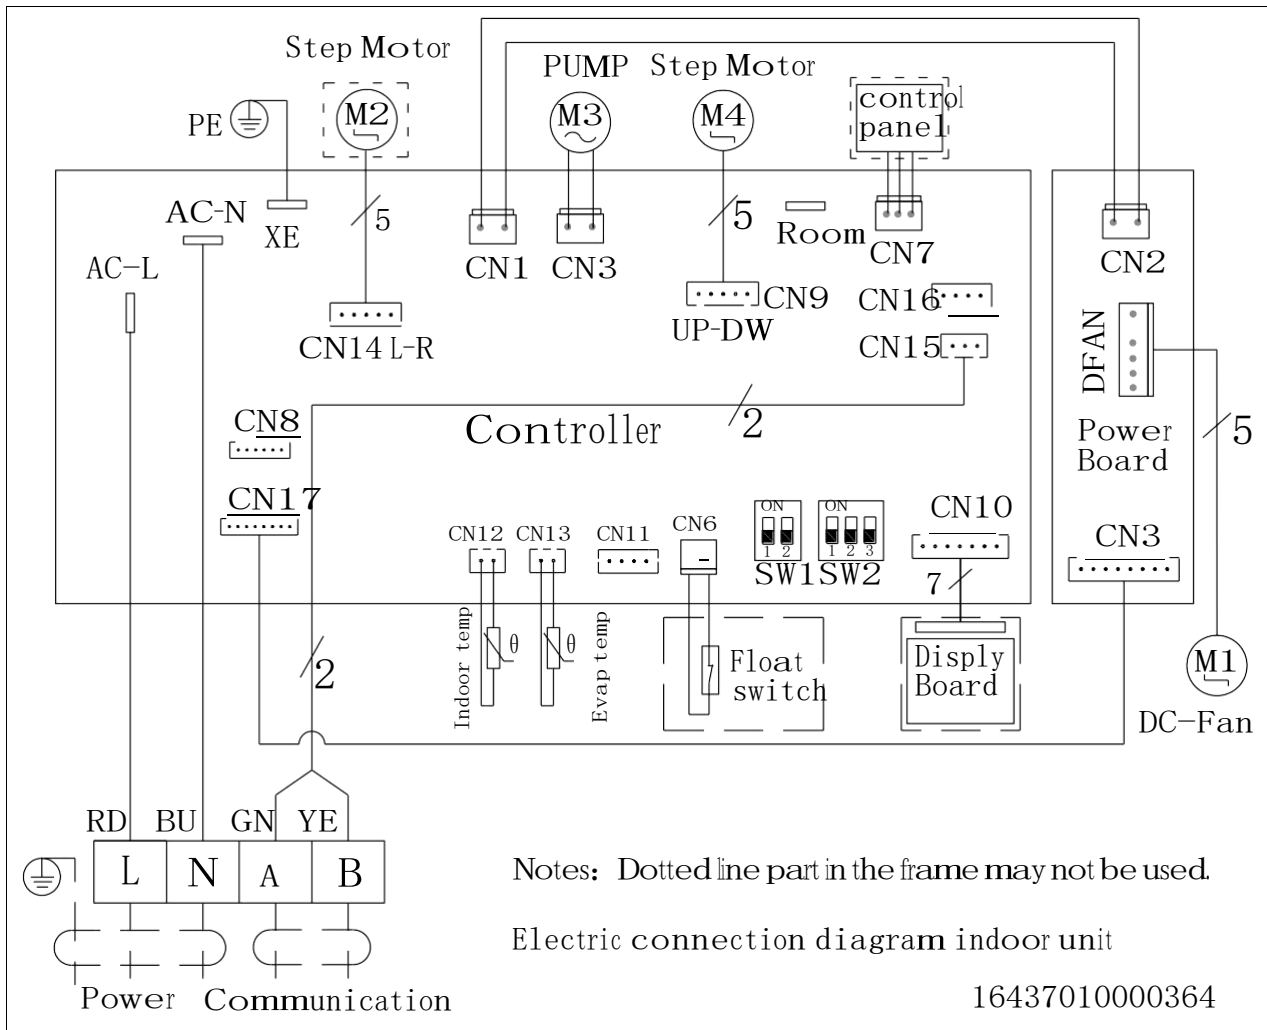 Step Motor
PUMP
Step Motor
control
panel
PE
M2
M3
M4
XE
AC-N
AC-L
5
5
Room
CN1
CN3
CN7
CN2
CN14 L-R
CN9
UP-DW
CN16
CN15
DFAN
2
Controller
CN8
CN17
Power
Board
5
CN12
CN13
CN11
CN6
ON
1 2
SW1
ON
1 2 3
SW2
CN10
7
CN3
Indoor temp
θ
Evap temp
θ
Float
switch
Disply
Board
M1
DC-Fan
2
RD
BU
GN
YE
L
N
A
B
Power
Communication
Notes: Dotted line part in the frame may not be used.
Electric connection diagram indoor unit
16437010000364